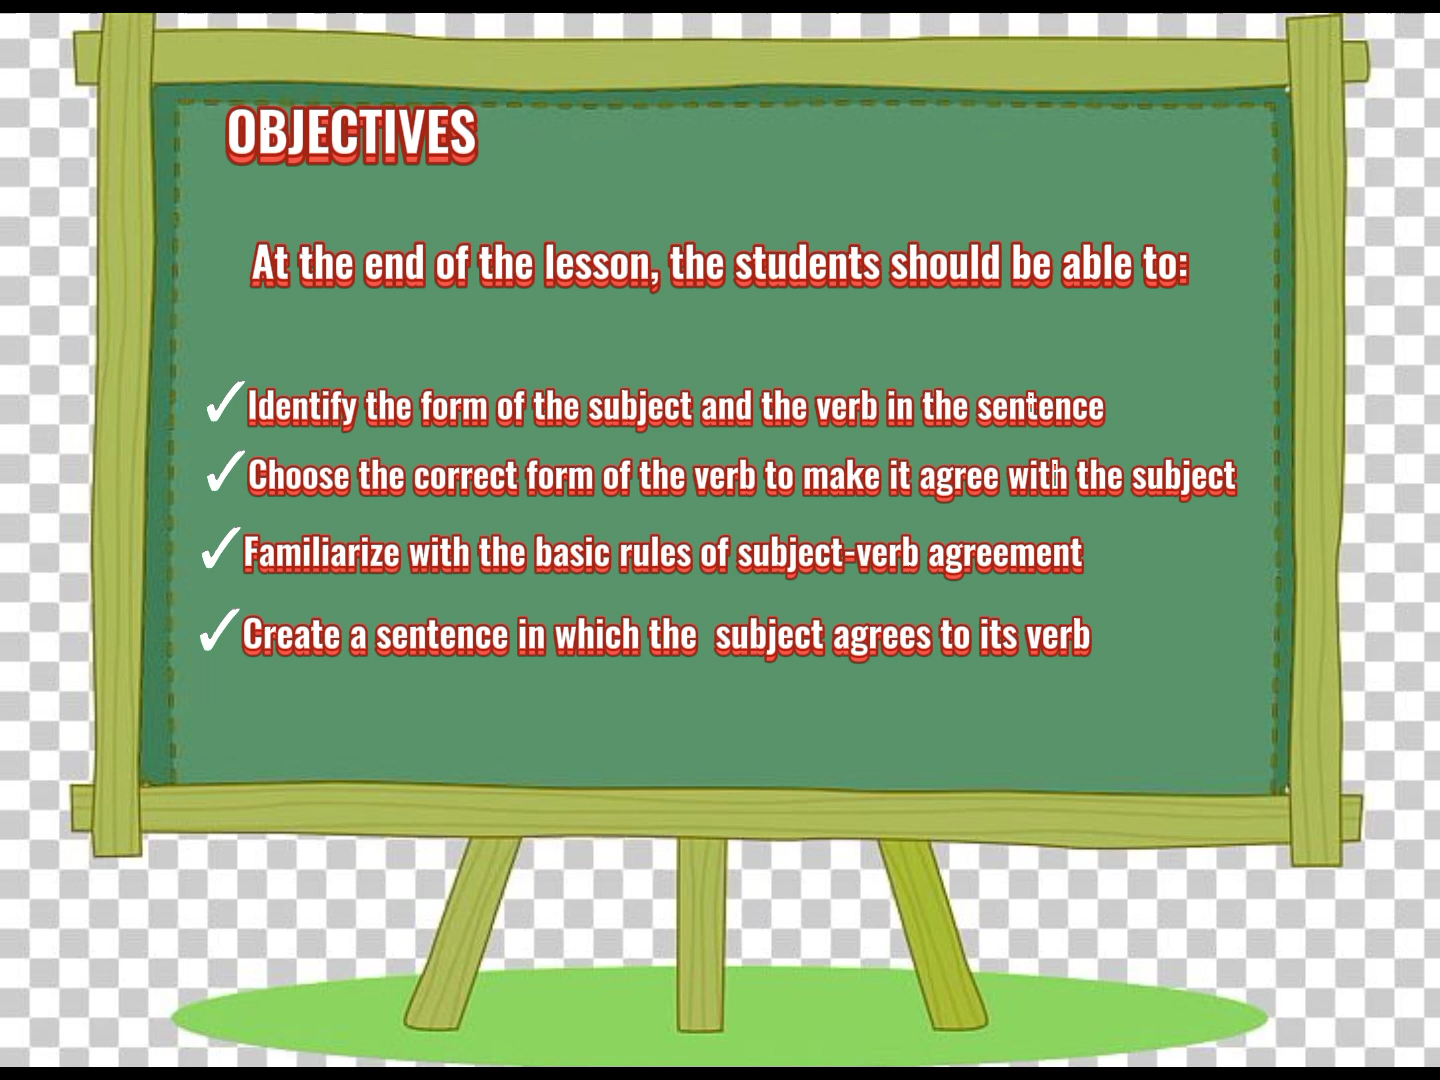 OBJECTIVES
At the end of the lesson, the students should be able to:
✓Identify the form of the subject and the verb in the sentence
✓Choose the correct form of the verb to make it agree with the subject
✓Familiarize with the basic rules of subject-verb agreement
✓Create a sentence in which the  subject agrees to its verb